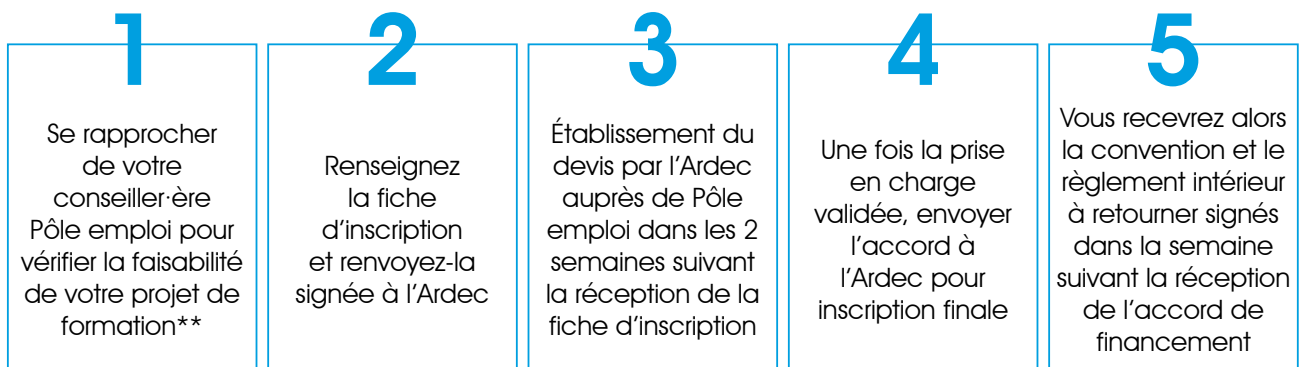 1
Se rapprocher
de votre
conseiller·ère
Pôle emploi pour
vérifier la faisabilité
de votre projet de
formation**
2
Renseignez
la fiche
d'inscription
et renvoyez-la
signée à l'Ardec
3
Établissement du
devis par l'Ardec
auprès de Pôle
emploi dans les 2
semaines suivant
la réception de la
fiche d'inscription
4
Une fois la prise
en charge
validée, envoyer
l'accord à
l'Ardec pour
inscription finale
5
Vous recevrez alors
la convention et le
règlement intérieur
à retourner signés
dans la semaine
suivant la réception
de l'accord de
financement